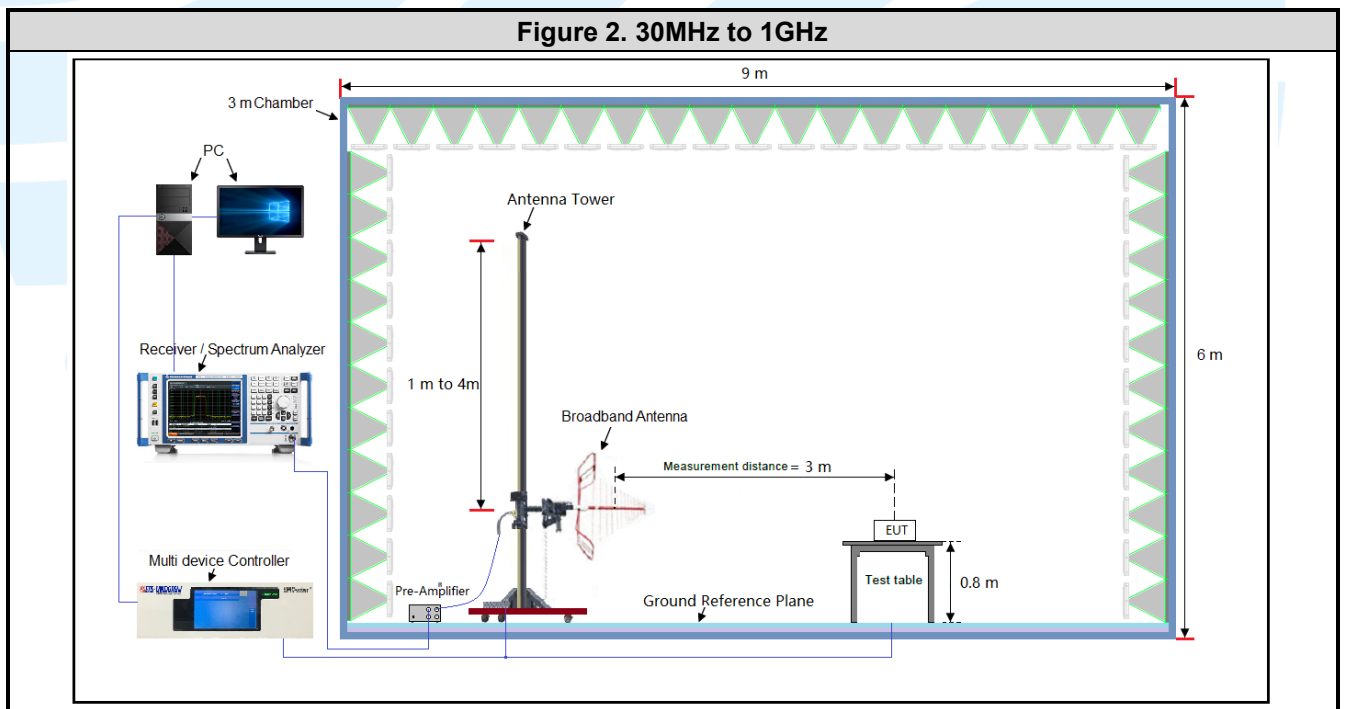 Figure 2. 30MHz to 1GHz
9 m
3 m Chamber
PC
Antenna Tower
Receiver / Spectrum Analyzer
1 m to 4m
6 m
Broadband Antenna
Measurement distance = 3 m
EUT
Multi device Controller
Pre-Amplifier
Test table
0.8 m
Ground Reference Plane